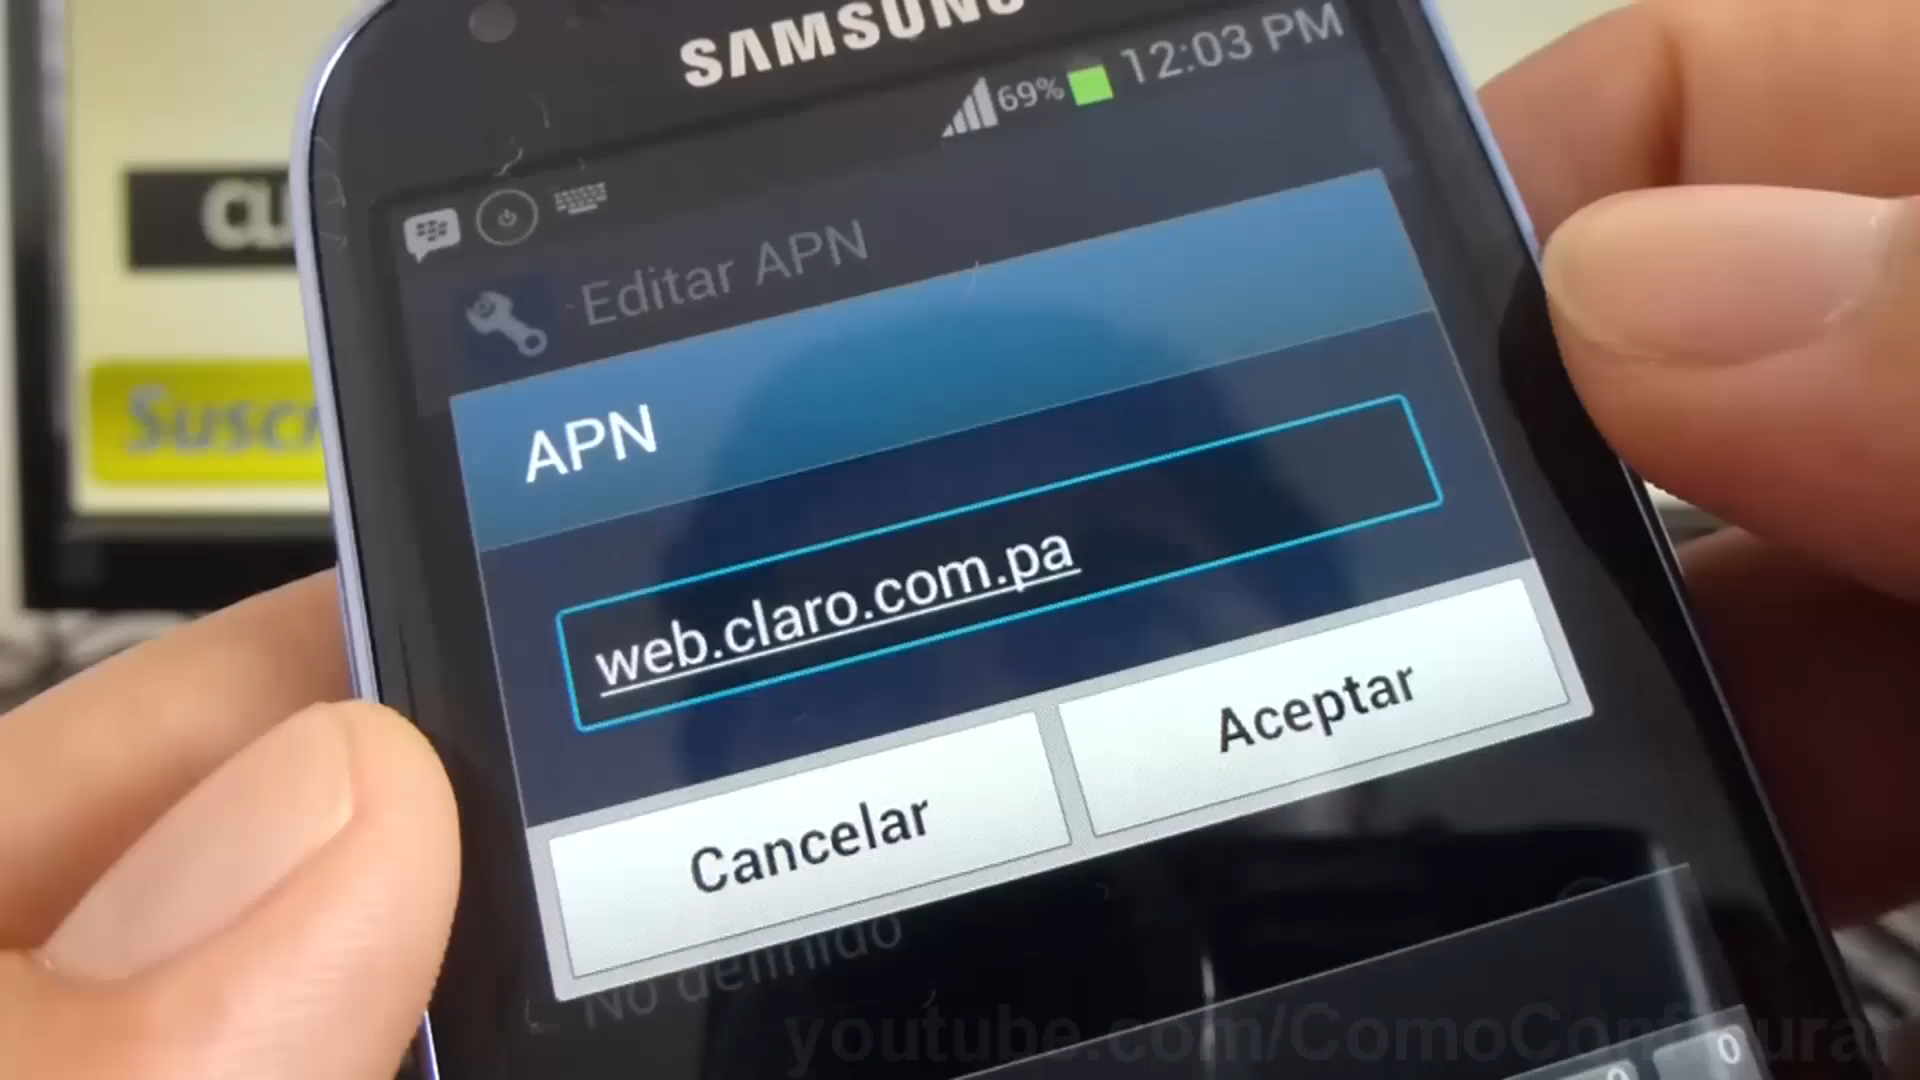 SAMSUNG
69% 12:03 PM
Editar APN
APN
web.claro.com.pa
Cancelar
Aceptar
No definido
youtube.com/ComoConfigurar